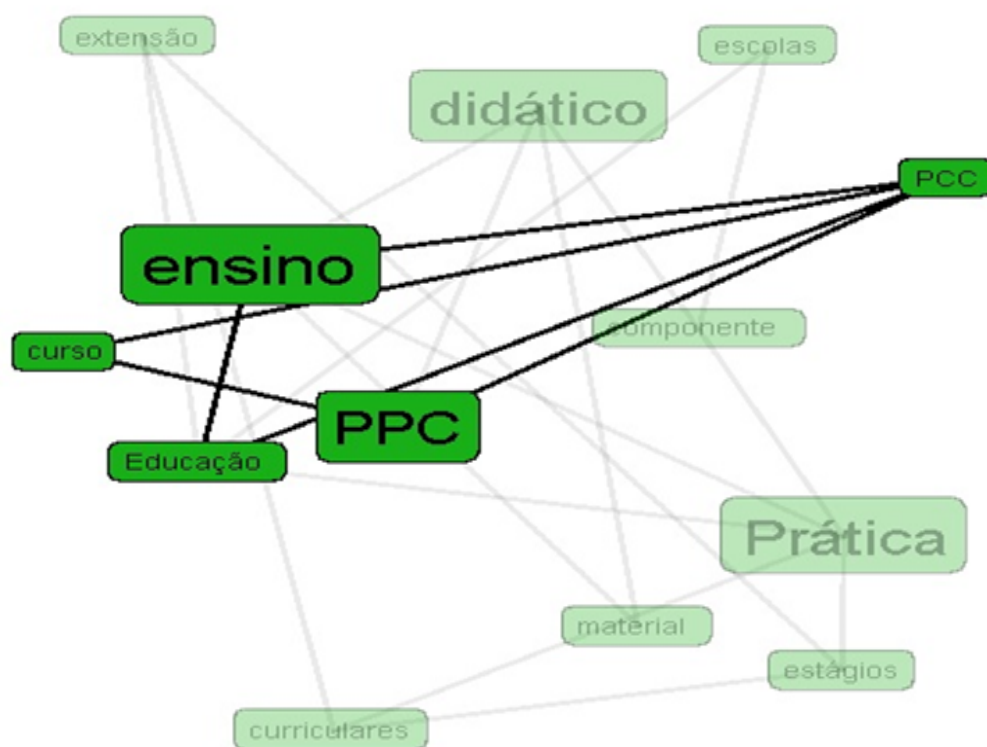 extensão
escolas
didático
PCC
ensino
componente
curso
PPC
Educação
Prática
material
estágios
curriculares